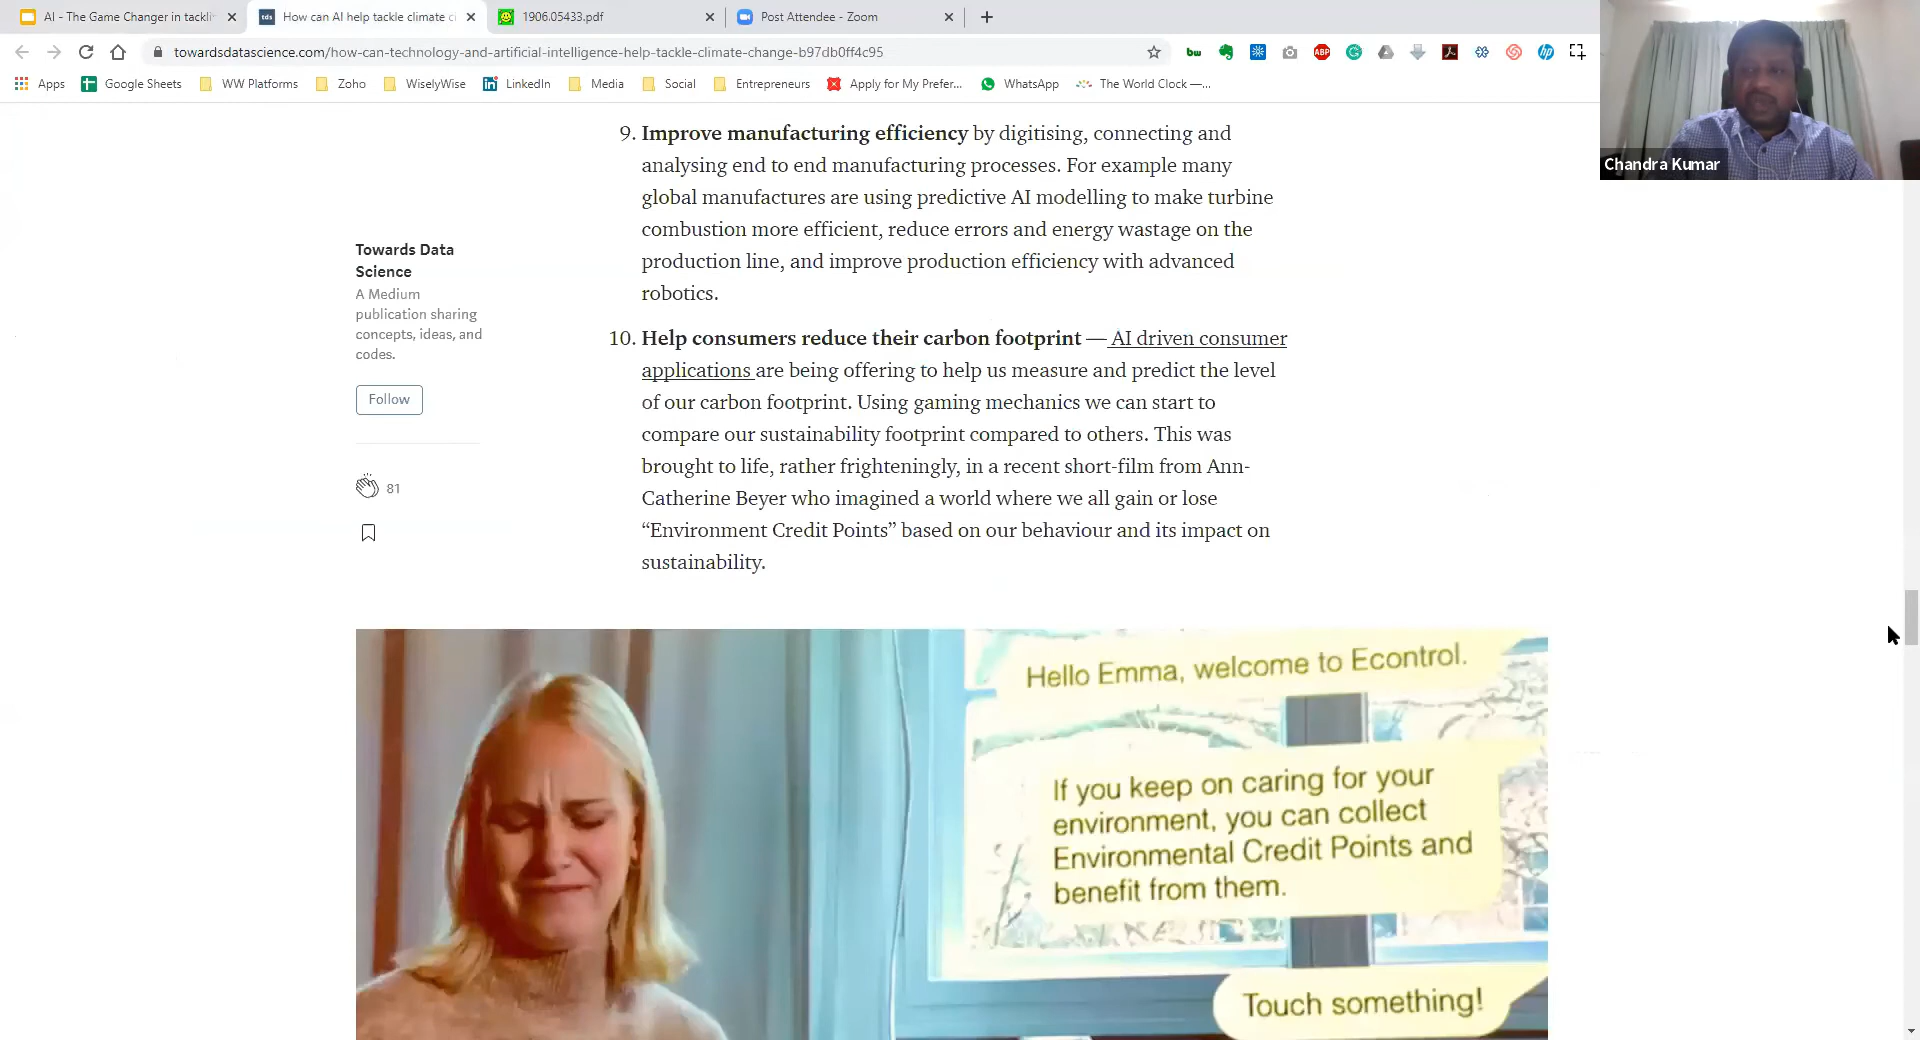 AI - The Game Changer in tackli
How can AI help tackle climate c
1906.05433.pdf
Post Attendee - Zoom
towardsdatascience.com/how-can-technology-and-artificial-intelligence-help-tackle-climate-change-b97db0ff4c95
Apps
Google Sheets
WW Platforms
Zoho
WiselyWise
LinkedIn
Media
Social
Entrepreneurs
Apply for My Prefer...
WhatsApp
The World Clock —...
Chandra Kumar
Towards Data
Science
A Medium
publication sharing
concepts, ideas, and
codes.
Follow
81
9. Improve manufacturing efficiency by digitising, connecting and
analysing end to end manufacturing processes. For example many
global manufactures are using predictive AI modelling to make turbine
combustion more efficient, reduce errors and energy wastage on the
production line, and improve production efficiency with advanced
robotics.
10. Help consumers reduce their carbon footprint — AI driven consumer
applications are being offering to help us measure and predict the level
of our carbon footprint. Using gaming mechanics we can start to
compare our sustainability footprint compared to others. This was
brought to life, rather frighteningly, in a recent short-film from Ann-
Catherine Beyer who imagined a world where we all gain or lose
“Environment Credit Points” based on our behaviour and its impact on
sustainability.
Hello Emma, welcome to Econtrol.
If you keep on caring for your
environment, you can collect
Environmental Credit Points and
benefit from them.
Touch something!